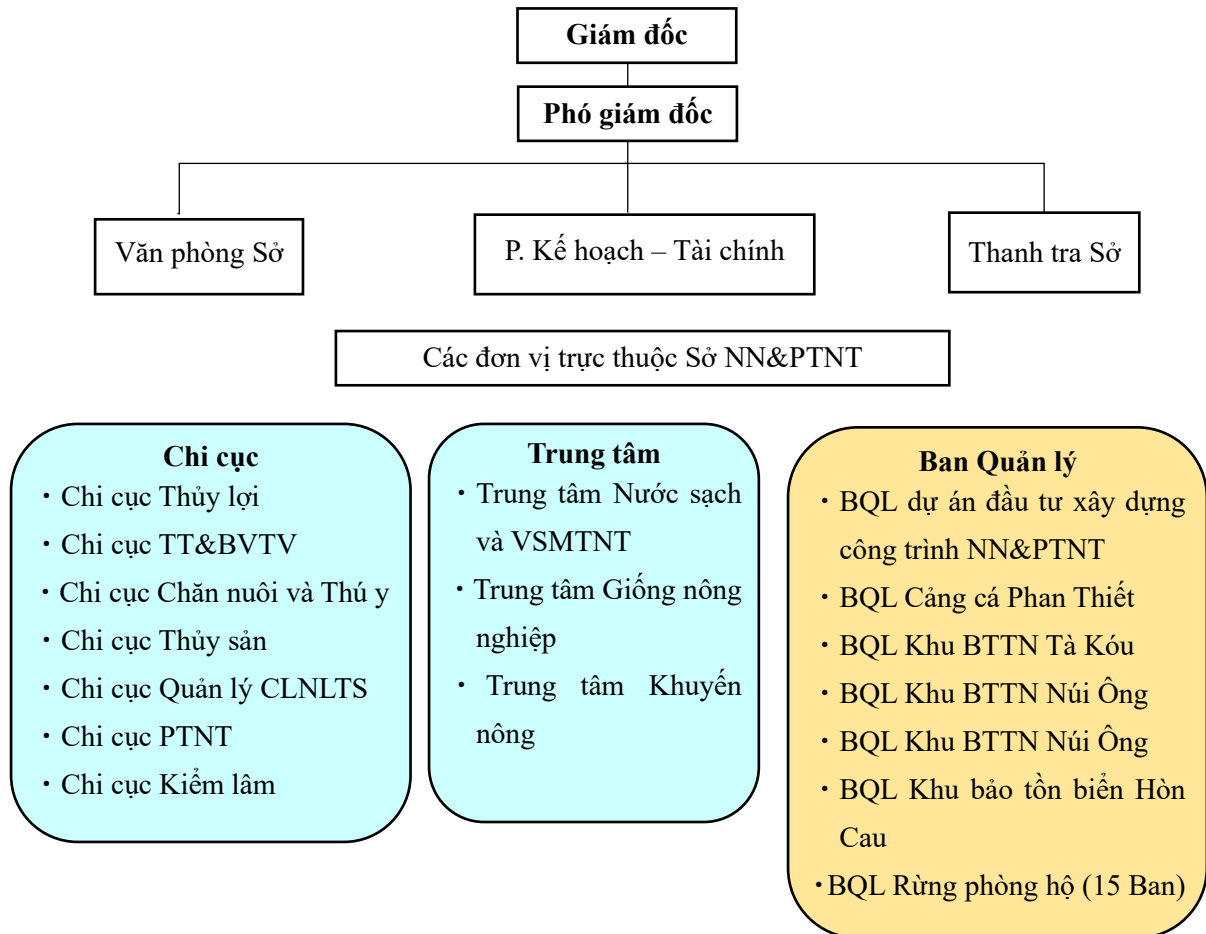 Giám đốc
Phó giám đốc
Văn phòng Sở
P. Kế hoạch – Tài chính
Thanh tra Sở
Các đơn vị trực thuộc Sở NN&PTNT
Chi cục
・Chi cục Thủy lợi
・Chi cục TT&BVTV
・Chi cục Chăn nuôi và Thú y
・Chi cục Thủy sản
・Chi cục Quản lý CLNLTS
・Chi cục PTNT
・Chi cục Kiểm lâm
Trung tâm
・Trung tâm Nước sạch
và VSMTNT
・Trung tâm Giống nông
nghiệp
・Trung tâm Khuyến
nông
Ban Quản lý
・BQL dự án đầu tư xây dựng
công trình NN&PTNT
・BQL Cảng cá Phan Thiết
・BQL Khu BTTN Tà Kóu
・BQL Khu BTTN Núi Ông
・BQL Khu BTTN Núi Ông
・BQL Khu bảo tồn biển Hòn
Cau
・BQL Rừng phòng hộ (15 Ban)